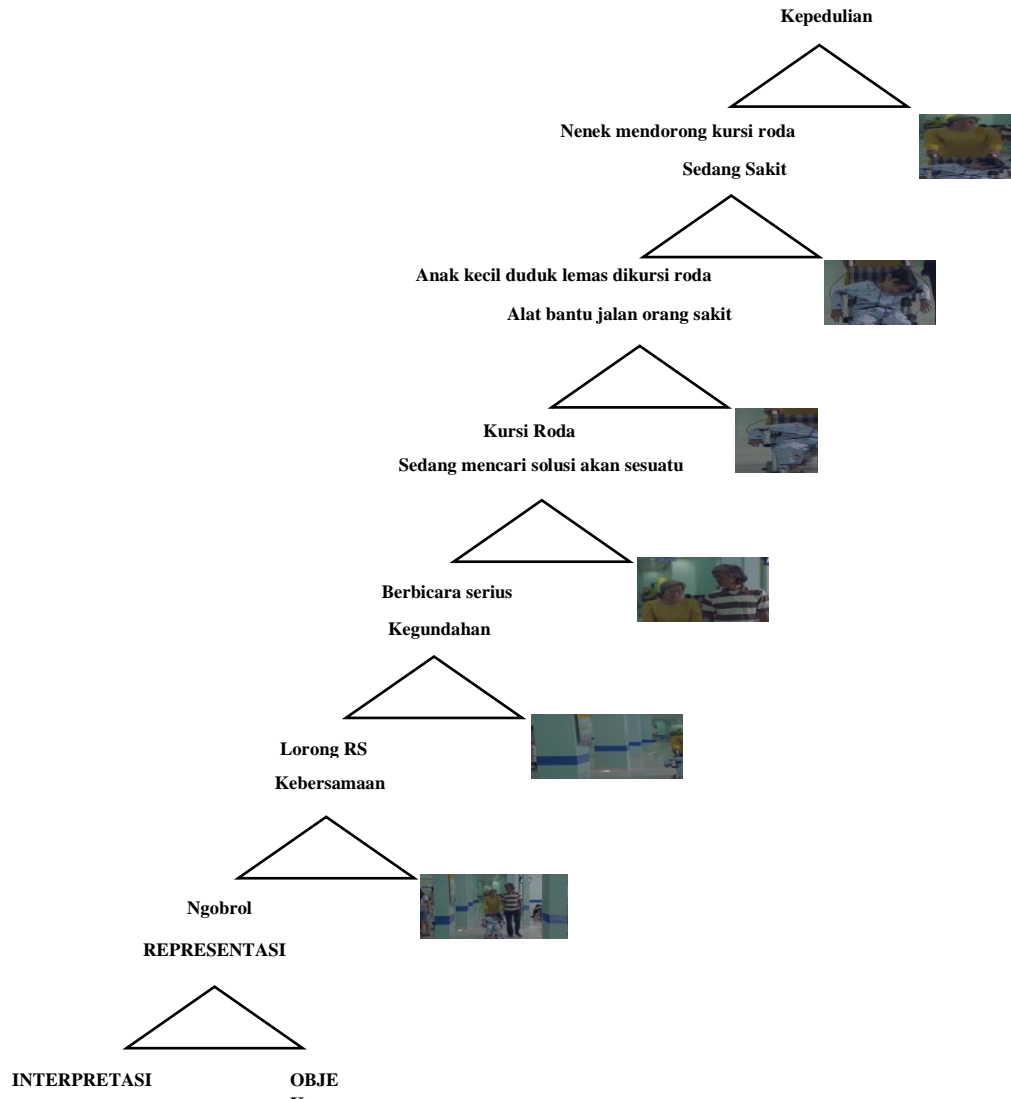 Kepedulian
Nenek mendorong kursi roda
Sedang Sakit
Anak kecil duduk lemas dikursi roda
Alat bantu jalan orang sakit
Kursi Roda
Sedang mencari solusi akan sesuatu
Berbicara serius
Kegundahan
Lorong RS
Kebersamaan
Ngobrol
REPRESENTASI
INTERPRETASI OBJE